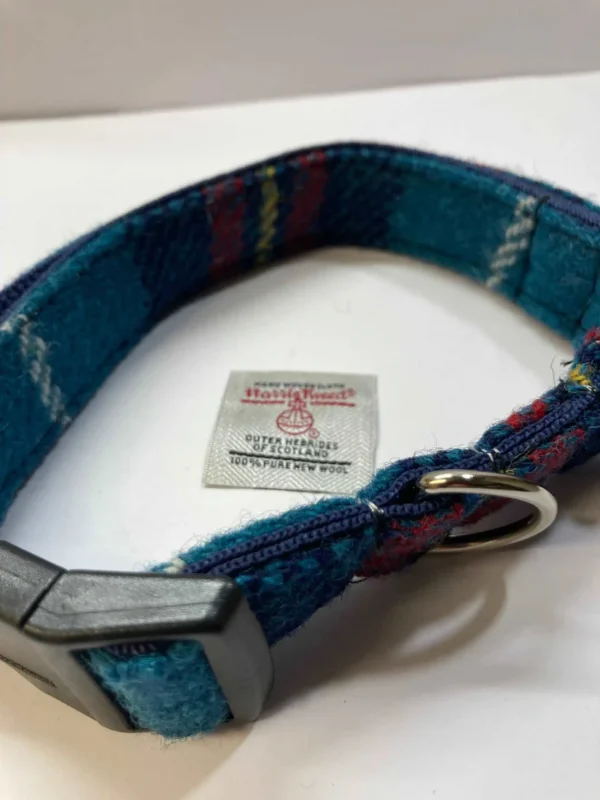 HAND WOVEN CLOTH
Harris Tweed®
OUTER HEBRIDES
OF SCOTLAND
100% PURE NEW WOOL